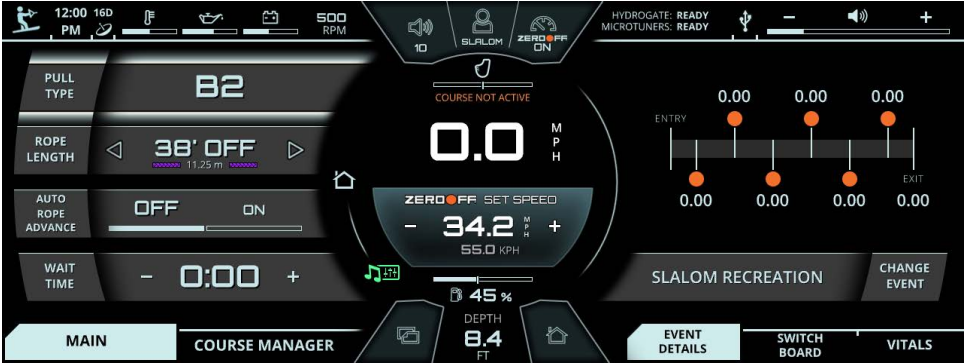 12:00
PM
16D
500
RPM
10
SLALOM
ZEROOFF
ON
HYDROGATE: READY
MICROTUNERS: READY
-
+
PULL
TYPE
B2
ROPE
LENGTH
38' OFF
11.25 m
AUTO
ROPE
ADVANCE
OFF ON
WAIT
TIME
- 0:00 +
COURSE NOT ACTIVE
0.0
MPH
ZEROOFF SET SPEED
- 34.2 MPH +
55.0 KPH
45 %
DEPTH
8.4
FT
0.00 0.00 0.00
ENTRY
EXIT
0.00 0.00 0.00
SLALOM RECREATION
CHANGE
EVENT
MAIN
COURSE MANAGER
EVENT
DETAILS
SWITCH
BOARD
VITALS